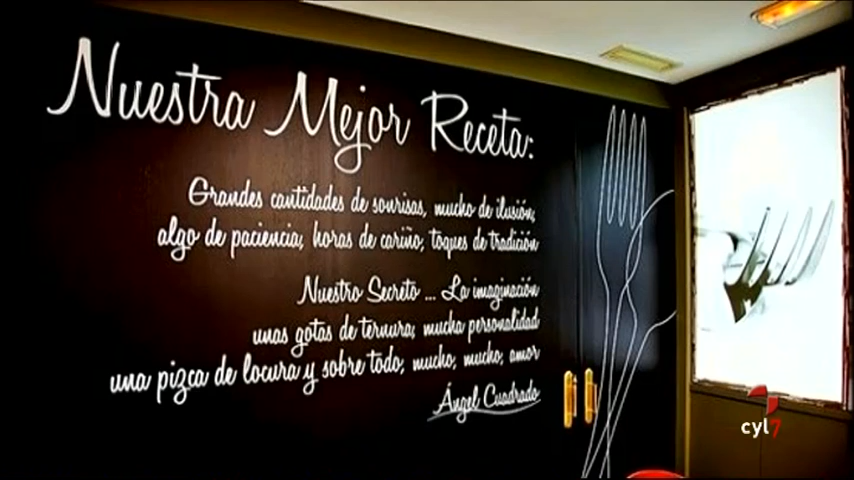 Nuestra Mejor Receta:
Grandes cantidades de sonrisas, mucho de ilusión,
algo de paciencia, horas de cariño, toques de tradición
Nuestro Secreto ... La imaginación
unas gotas de ternura, mucha personalidad
una pizca de locura y sobre todo, mucho, mucho, amor
Ángel Cuadrado
cyl7